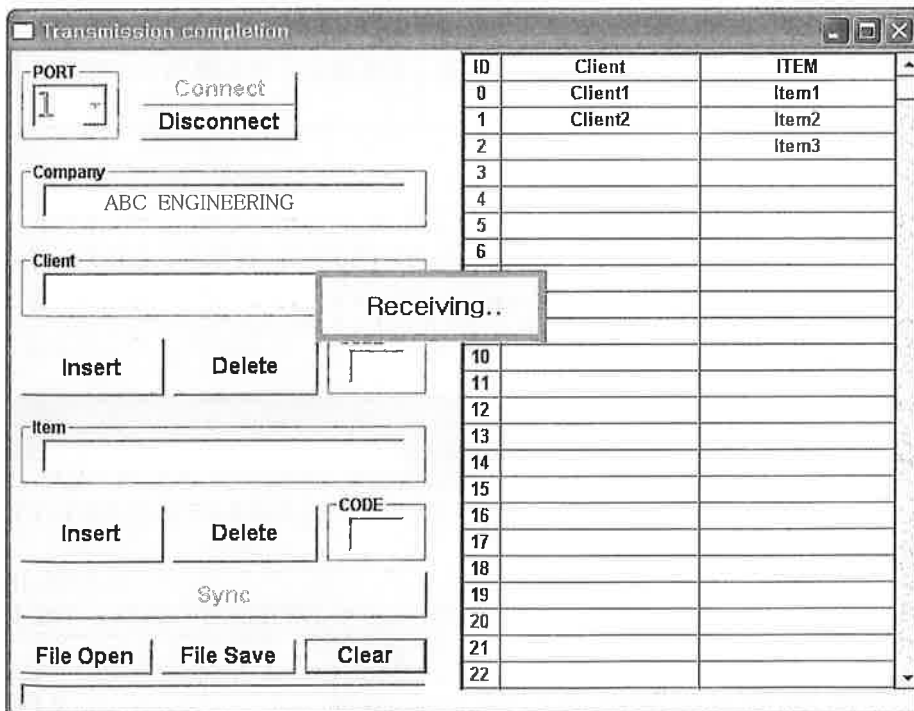 Transmission completion
PORT
1
Connect
Disconnect
Company
ABC ENGINEERING
Client
Receiving..
Insert
Delete
Item
CODE
Insert
Delete
Sync
File Open
File Save
Clear
ID Client ITEM
0 Client1 Item1
1 Client2 Item2
2 Item3
3
4
5
6
10
11
12
13
14
15
16
17
18
19
20
21
22